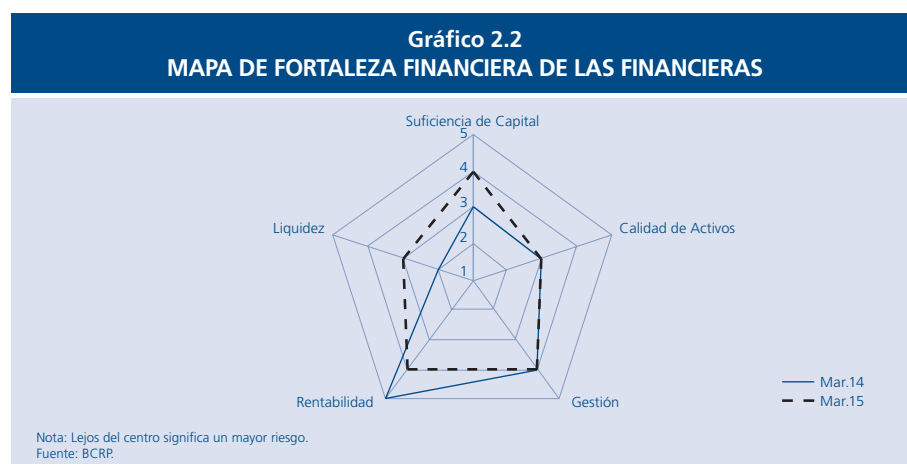 Gráfico 2.2
MAPA DE FORTALEZA FINANCIERA DE LAS FINANCIERAS
Suficiencia de Capital
5
4
3
2
1
Liquidez
Calidad de Activos
Rentabilidad
Gestión
Mar.14
Mar.15
Nota: Lejos del centro significa un mayor riesgo.
Fuente: BCRP.